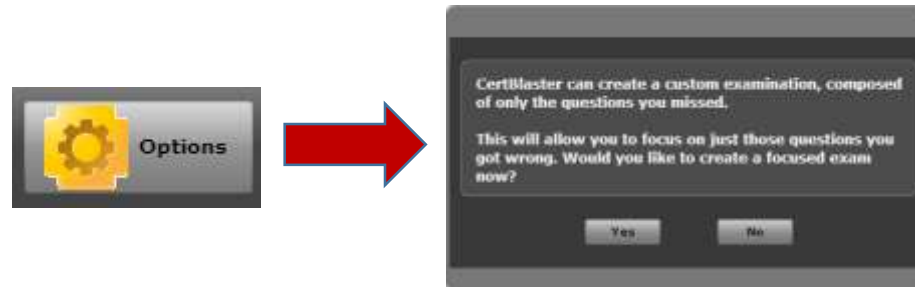 Options
CertBlaster can create a custom examination, composed
of only the questions you missed.
This will allow you to focus on just those questions you
got wrong. Would you like to create a focused exam
now?
Yes
No